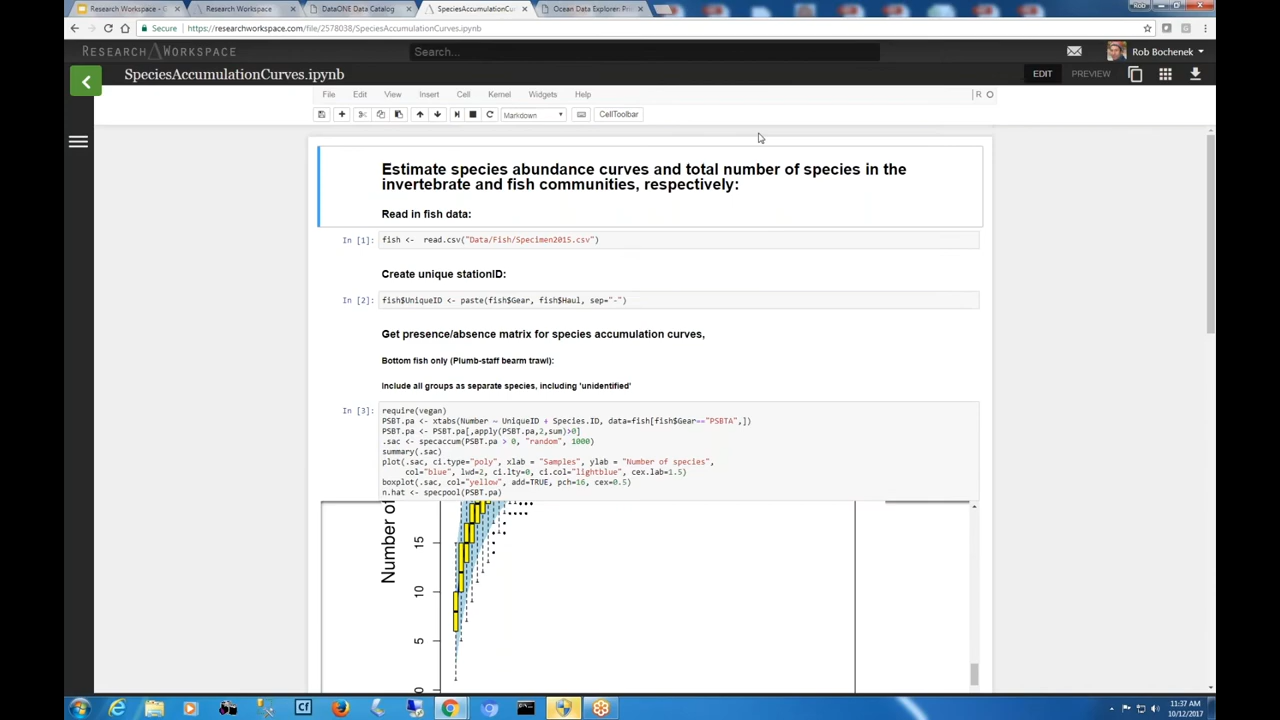 Research Workspace - G
Research Workspace
DataONE Data Catalog
SpeciesAccumulationCur
Ocean Data Explorer: Prin
Rob
Secure
https://researchworkspace.com/file/2578038/SpeciesAccumulationCurves.ipynb
RESEARCH WORKSPACE
Search...
Rob Bochenek
SpeciesAccumulationCurves.ipynb
EDIT
PREVIEW
File Edit View Insert Cell Kernel Widgets Help
R
Markdown
CellToolbar
Estimate species abundance curves and total number of species in the
invertebrate and fish communities, respectively:
Read in fish data:
In [1]: fish <- read.csv("Data/Fish/Specimen2015.csv")
Create unique stationID:
In [2]: fish$UniqueID <- paste(fish$Gear, fish$Haul, sep="-")
Get presence/absence matrix for species accumulation curves,
Bottom fish only (Plumb-staff bearm trawl):
Include all groups as separate species, including 'unidentified'
In [3]: require(vegan)
PSBT.pa <- xtabs(Number ~ UniqueID + Species.ID, data=fish[fish$Gear=="PSBTA",])
PSBT.pa <- PSBT.pa[,apply(PSBT.pa,2,sum)>0]
.sac <- specaccum(PSBT.pa > 0, "random", 1000)
summary(.sac)
plot(.sac, ci.type="poly", xlab = "Samples", ylab = "Number of species",
col="blue", lwd=2, ci.lty=0, ci.col="lightblue", cex.lab=1.5)
boxplot(.sac, col="yellow", add=TRUE, pch=16, cex=0.5)
n.hat <- specpool(PSBT.pa)
Number of
15
10
5
0
Cf
11:37 AM
10/12/2017